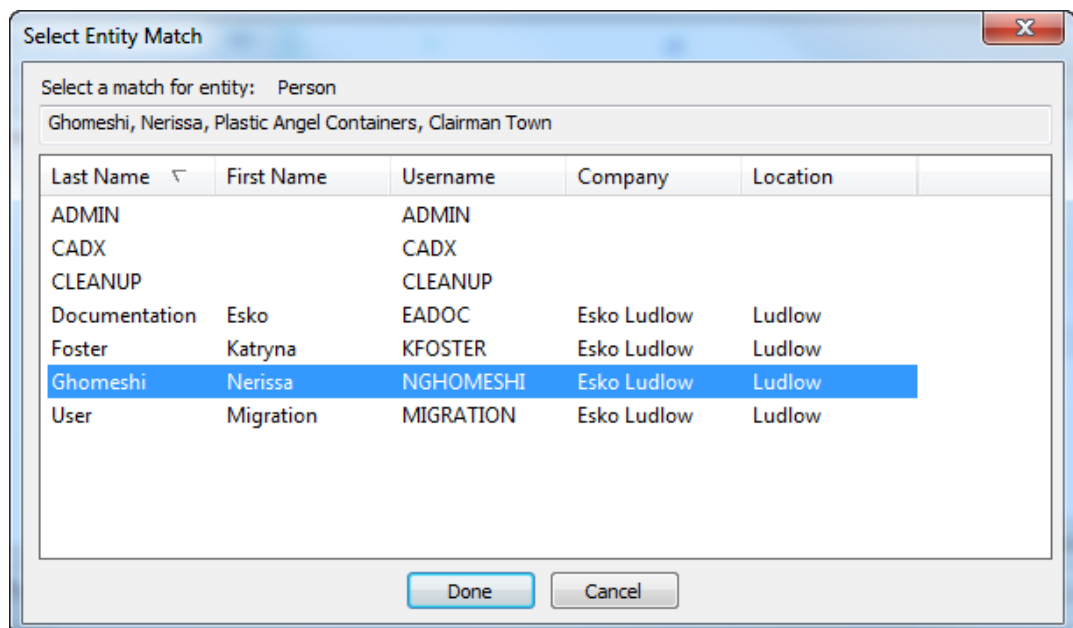 Select Entity Match
Select a match for entity: Person
Ghomeshi, Nerissa, Plastic Angel Containers, Clairman Town
Last Name First Name Username Company Location
ADMIN ADMIN
CADX CADX
CLEANUP CLEANUP
Documentation Esko EADOC Esko Ludlow Ludlow
Foster Katryna KFOSTER Esko Ludlow Ludlow
Ghomeshi Nerissa NGHOMESHI Esko Ludlow Ludlow
User Migration MIGRATION Esko Ludlow Ludlow
Done Cancel